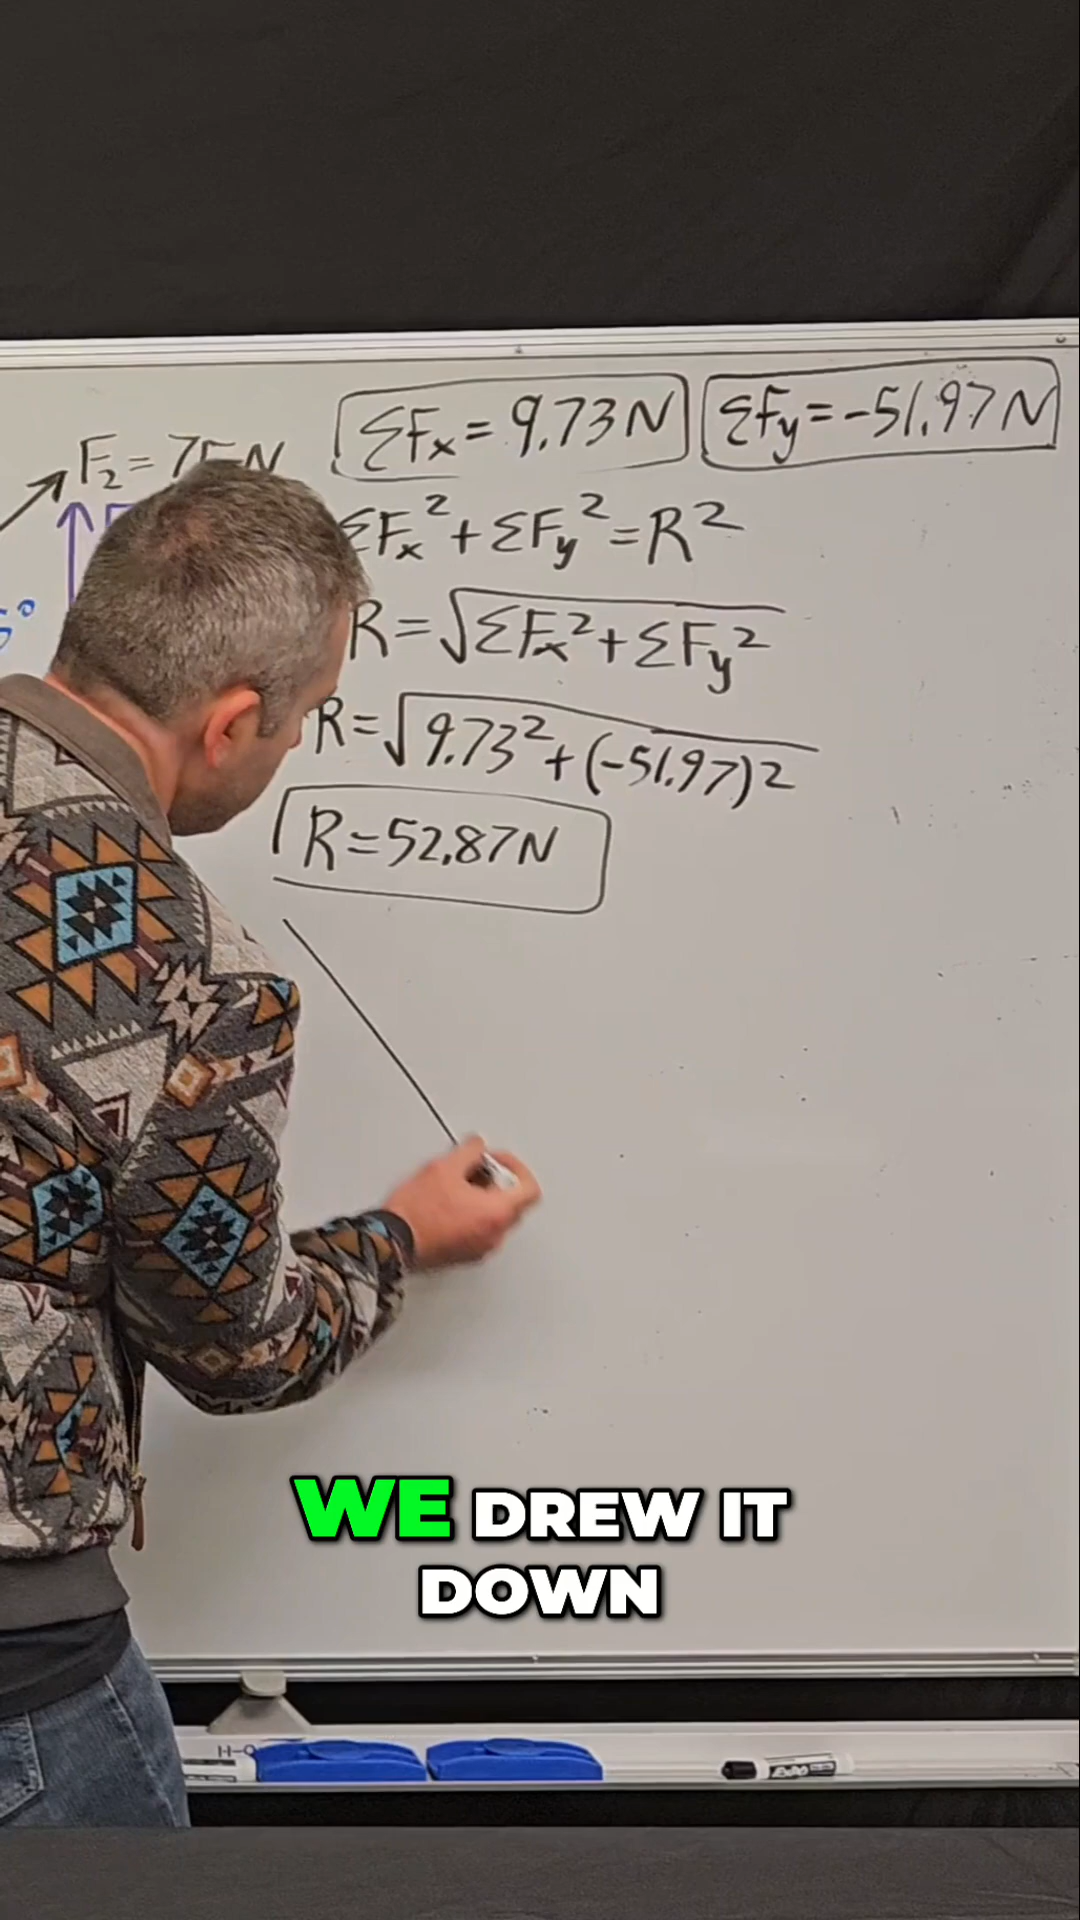 ΣFx = 9.73N
ΣFy = -51.97N
F₂ = 75N
ΣFx² + ΣFy² = R²
R = √ΣFx² + ΣFy²
R = √9.73² + (-51.97)²
R = 52.87N
WE DREW IT
DOWN